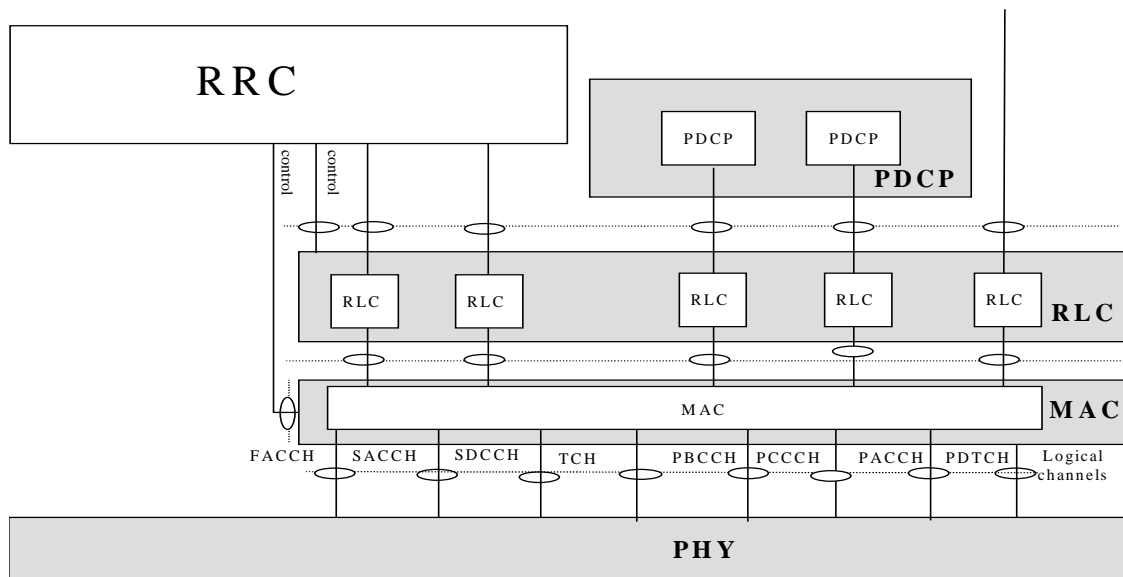 RRC
PDCP
PDCP
PDCP
control
control
RLC
RLC
RLC
RLC
RLC
RLC
MAC
MAC
FACCH
SACCH
SDCCH
TCH
PBCCH
PCCCH
PACCH
PDTCH
Logical
channels
PHY